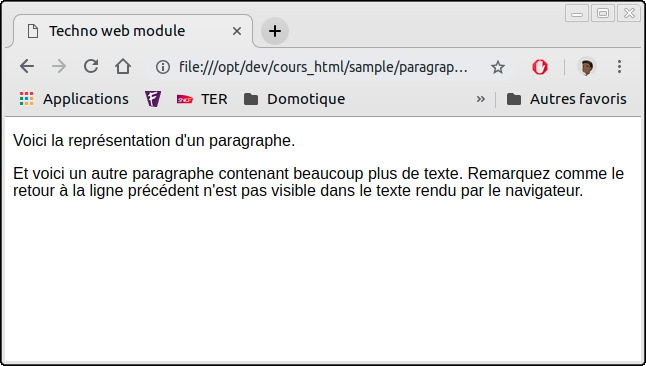 Techno web module
file:///opt/dev/cours_html/sample/paragrap...
Applications TER Domotique » Autres favoris
Voici la représentation d'un paragraphe.
Et voici un autre paragraphe contenant beaucoup plus de texte. Remarquez comme le
retour à la ligne précédent n'est pas visible dans le texte rendu par le navigateur.